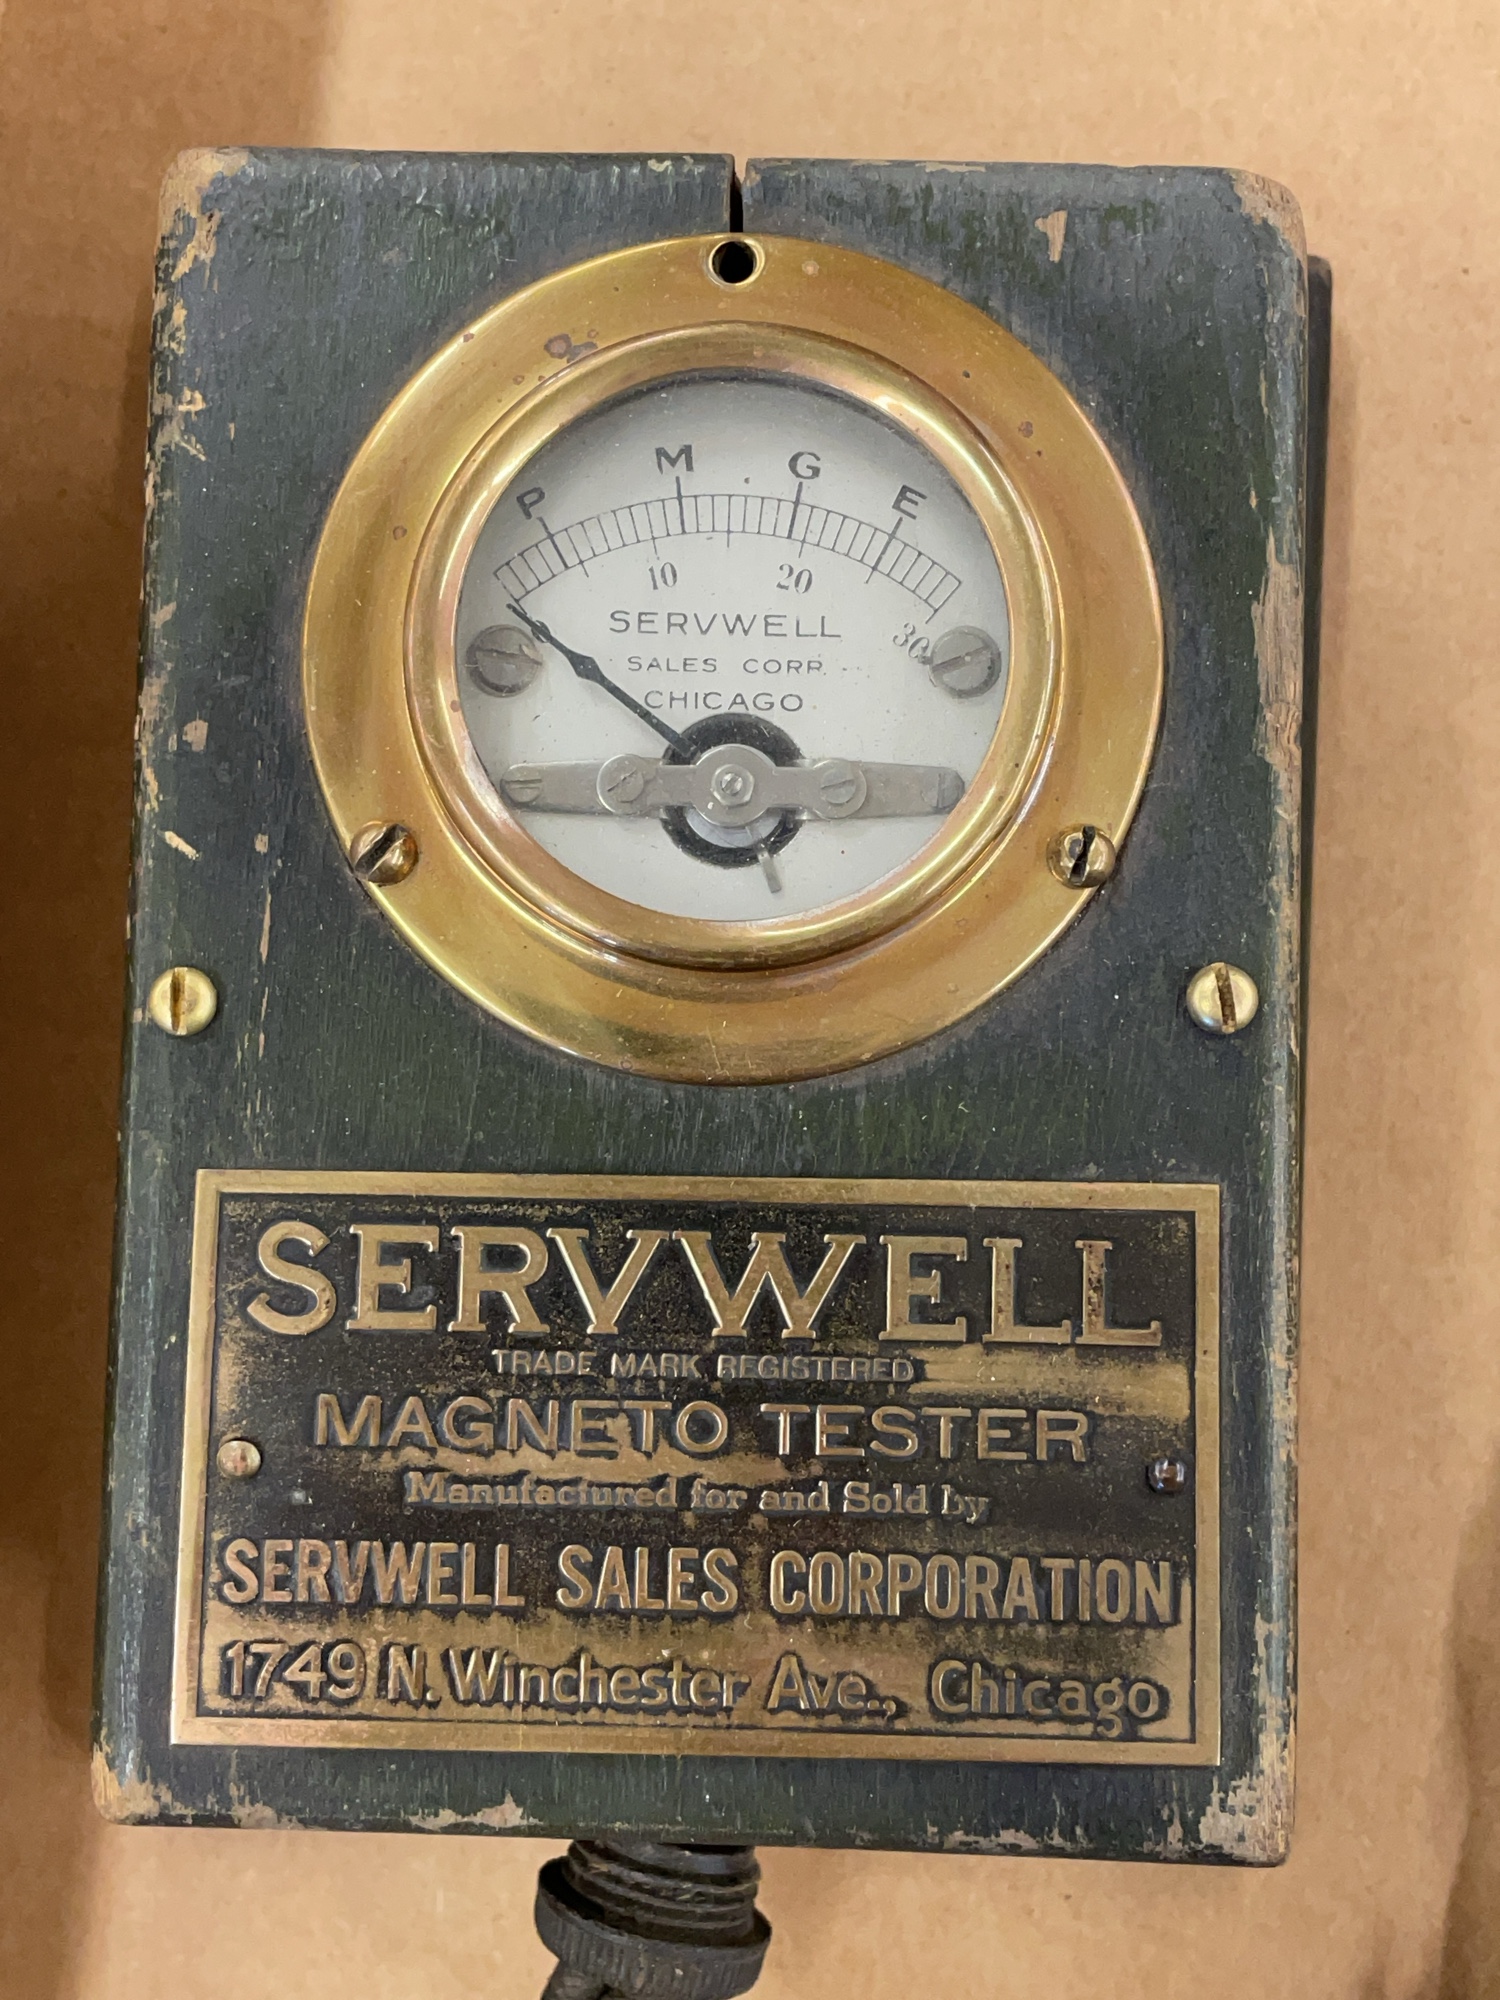 P M G E
0 10 20 30
SERVWELL
SALES CORP.
CHICAGO
SERVWELL
TRADE MARK REGISTERED
MAGNETO TESTER
Manufactured for and Sold by
SERVWELL SALES CORPORATION
1749 N. Winchester Ave., Chicago